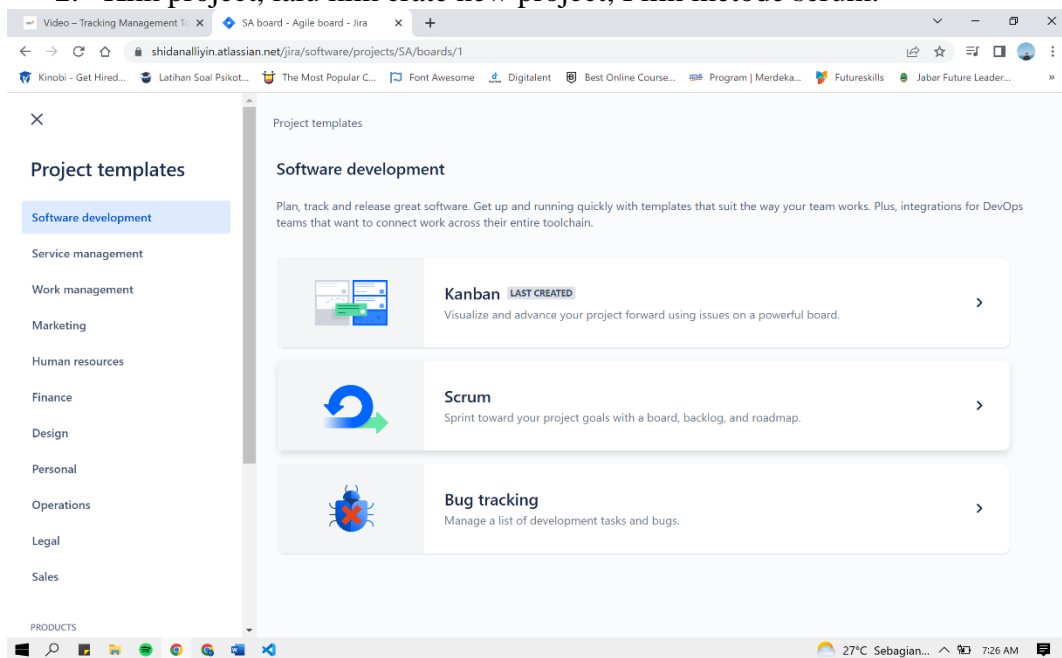 Video – Tracking Management To
SA board - Agile board - Jira
shidanalliyin.atlassian.net/jira/software/projects/SA/boards/1
Kinobi - Get Hired...
Latihan Soal Psikot...
The Most Popular C...
Font Awesome
Digitalent
Best Online Course...
Program | Merdeka...
Futureskills
Jabar Future Leader...
»
Project templates
Software development
Service management
Work management
Marketing
Human resources
Finance
Design
Personal
Operations
Legal
Sales
PRODUCTS
Project templates
Software development
Plan, track and release great software. Get up and running quickly with templates that suit the way your team works. Plus, integrations for DevOps
teams that want to connect work across their entire toolchain.
Kanban LAST CREATED
Visualize and advance your project forward using issues on a powerful board.
Scrum
Sprint toward your project goals with a board, backlog, and roadmap.
Bug tracking
Manage a list of development tasks and bugs.
27°C Sebagian...
7:26 AM